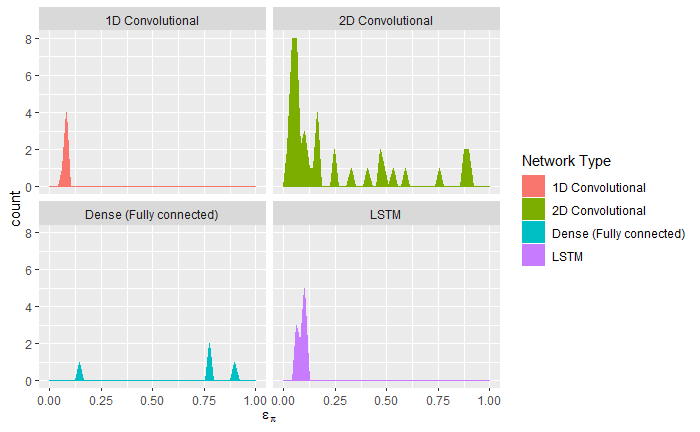 1D Convolutional
2D Convolutional
8
6
4
2
0
Dense (Fully connected)
LSTM
8
6
4
2
0
0.00 0.25 0.50 0.75 1.00
0.00 0.25 0.50 0.75 1.00
count
επ
Network Type
1D Convolutional
2D Convolutional
Dense (Fully connected)
LSTM